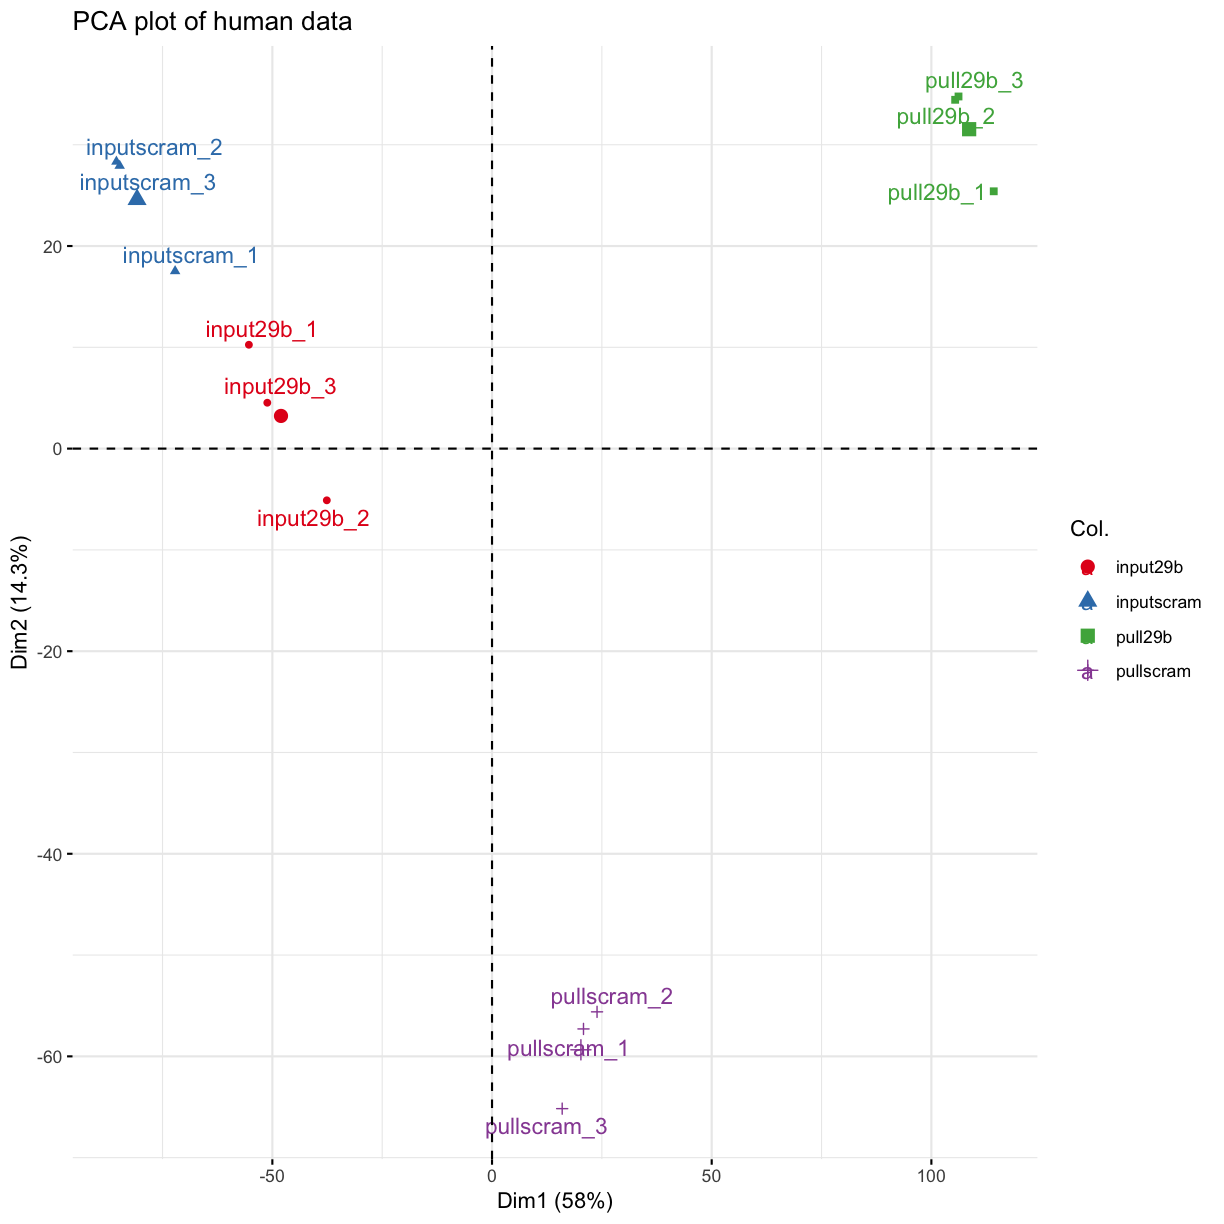 PCA plot of human data
pull29b_3
pull29b_2
inputscram_2
inputscram_3
pull29b_1
20
inputscram_1
input29b_1
input29b_3
0
input29b_2
Col.
input29b
inputscram
pull29b
a pullscram
-20
Dim2 (14.3%)
-40
pullscram_2
pullscram_1
-60
pullscram_3
-50 0 50 100
Dim1 (58%)